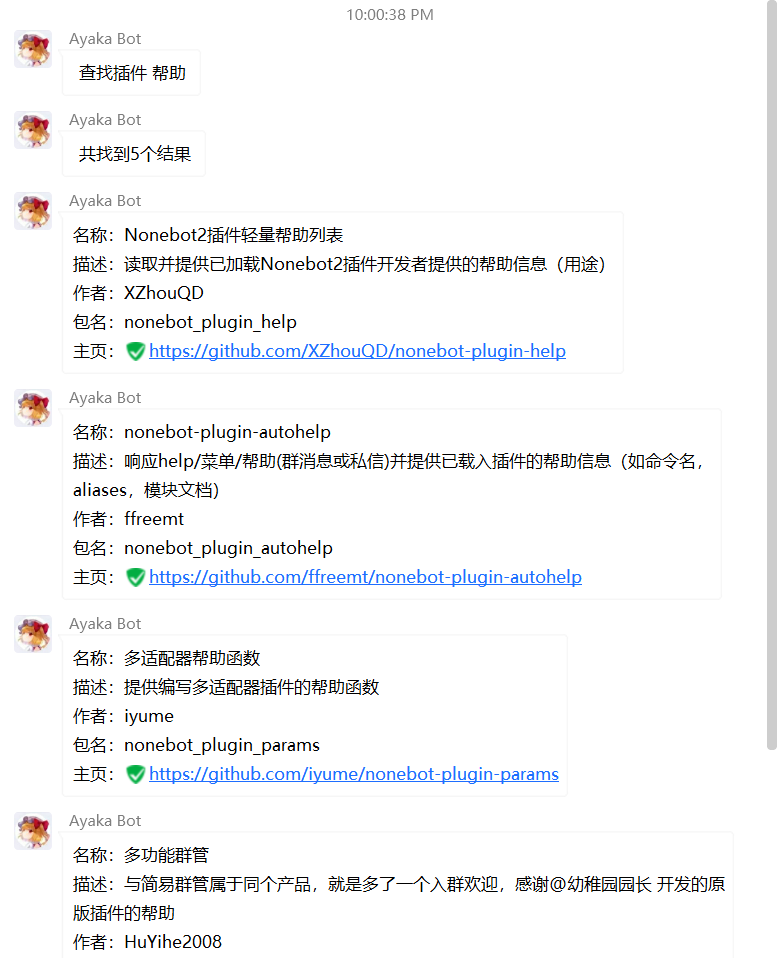 10:00:38 PM
Ayaka Bot
查找插件 帮助
Ayaka Bot
共找到5个结果
Ayaka Bot
名称：Nonebot2插件轻量帮助列表
描述：读取并提供已加载Nonebot2插件开发者提供的帮助信息（用途）
作者：XZhouQD
包名：nonebot_plugin_help
主页：https://github.com/XZhouQD/nonebot-plugin-help
Ayaka Bot
名称：nonebot-plugin-autohelp
描述：响应help/菜单/帮助(群消息或私信)并提供已载入插件的帮助信息（如命令名，
aliases，模块文档）
作者：ffreemt
包名：nonebot_plugin_autohelp
主页：https://github.com/ffreemt/nonebot-plugin-autohelp
Ayaka Bot
名称：多适配器帮助函数
描述：提供编写多适配器插件的帮助函数
作者：iyume
包名：nonebot_plugin_params
主页：https://github.com/iyume/nonebot-plugin-params
Ayaka Bot
名称：多功能群管
描述：与简易群管属于同个产品，就是多了一个入群欢迎，感谢@幼稚园园长 开发的原
版插件的帮助
作者：HuYihe2008